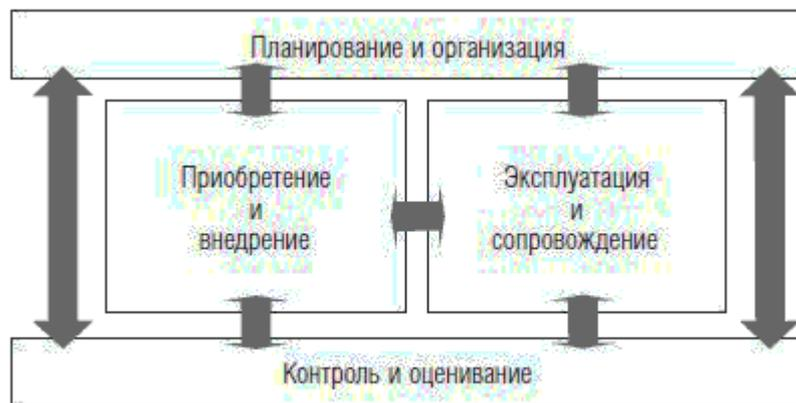 Планирование и организация
Приобретение
и
внедрение
Эксплуатация
и
сопровождение
Контроль и оценивание